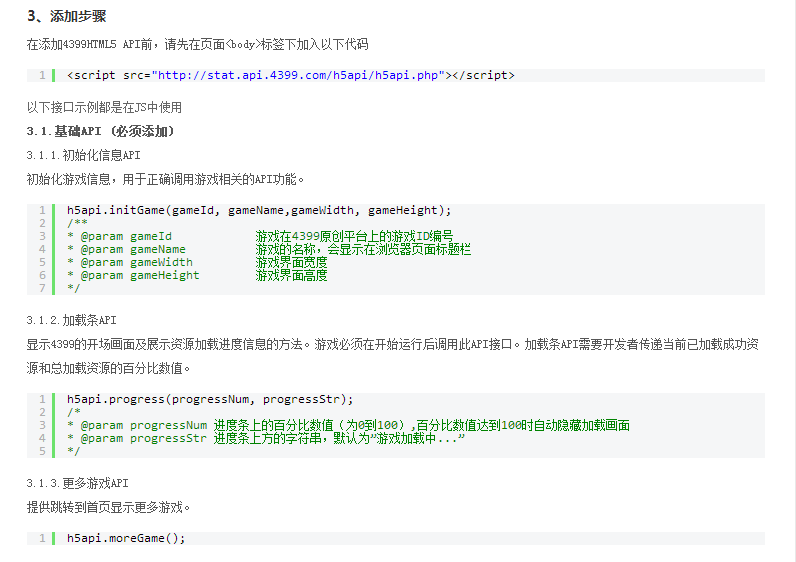 3、添加步骤
在添加4399HTML5 API前，请先在页面<body>标签下加入以下代码
1 <script src="http://stat.api.4399.com/h5api/h5api.php"></script>
以下接口示例都是在JS中使用
3.1.基础API（必须添加）
3.1.1.初始化信息API
初始化游戏信息，用于正确调用游戏相关的API功能。
1 h5api.initGame(gameId, gameName,gameWidth, gameHeight);
2 /**
3 * @param gameId 游戏在4399原创平台上的游戏ID编号
4 * @param gameName 游戏的名称，会显示在浏览器页面标题栏
5 * @param gameWidth 游戏界面宽度
6 * @param gameHeight 游戏界面高度
7 */
3.1.2.加载条API
显示4399的开场画面及展示资源加载进度信息的方法。游戏必须在开始运行后调用此API接口。加载条API需要开发者传递当前已加载成功资
源和总加载资源的百分比数值。
1 h5api.progress(progressNum, progressStr);
2 /*
3 * @param progressNum 进度条上的百分比数值（为0到100）,百分比数值达到100时自动隐藏加载画面
4 * @param progressStr 进度条上方的字符串，默认为”游戏加载中...”
5 */
3.1.3.更多游戏API
提供跳转到首页显示更多游戏。
1 h5api.moreGame();